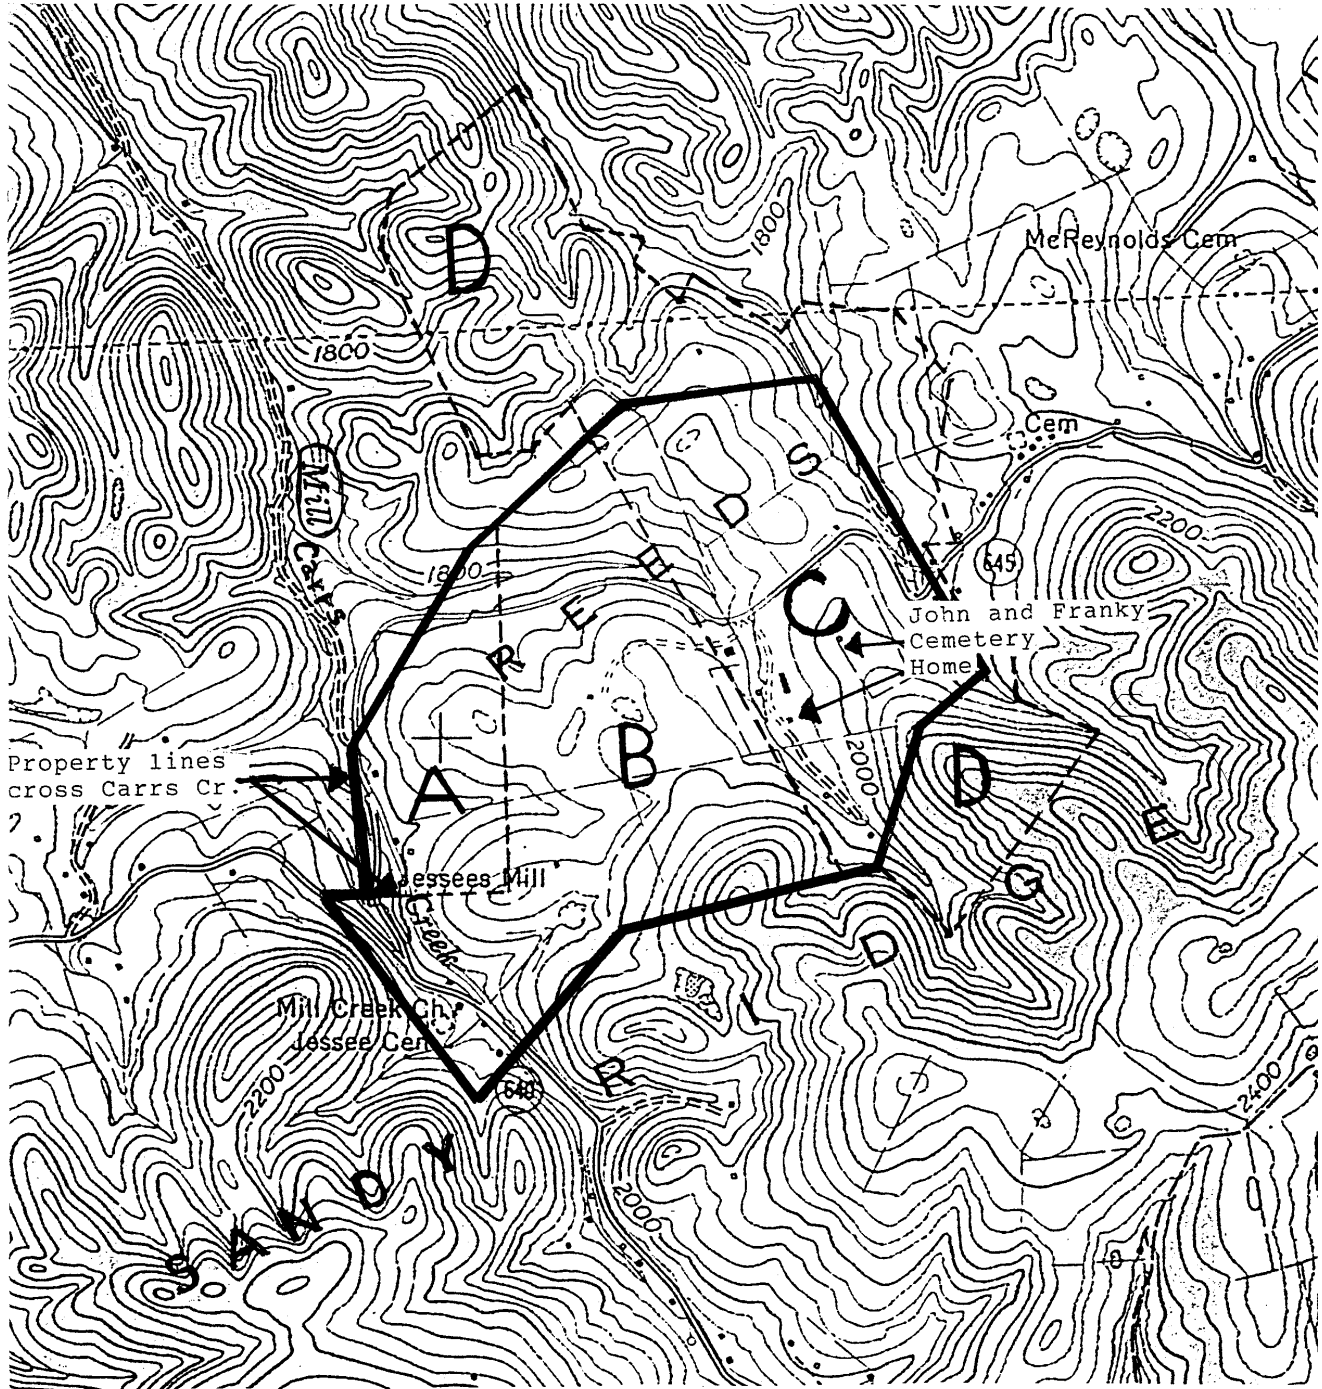 1800
McReynolds Cem
D
1800
Cem
S
D
Mill
2200
Carrs
645
E
1800
C
E
R
John and Franky
Cemetery
Home
B
D
Property lines
cross Carrs Cr.
2000
A
E
Jessees Mill
G
Creek
D
I
Mill Creek Ch
Jessee Cem
R
640
2200
2400
SANDY
2000